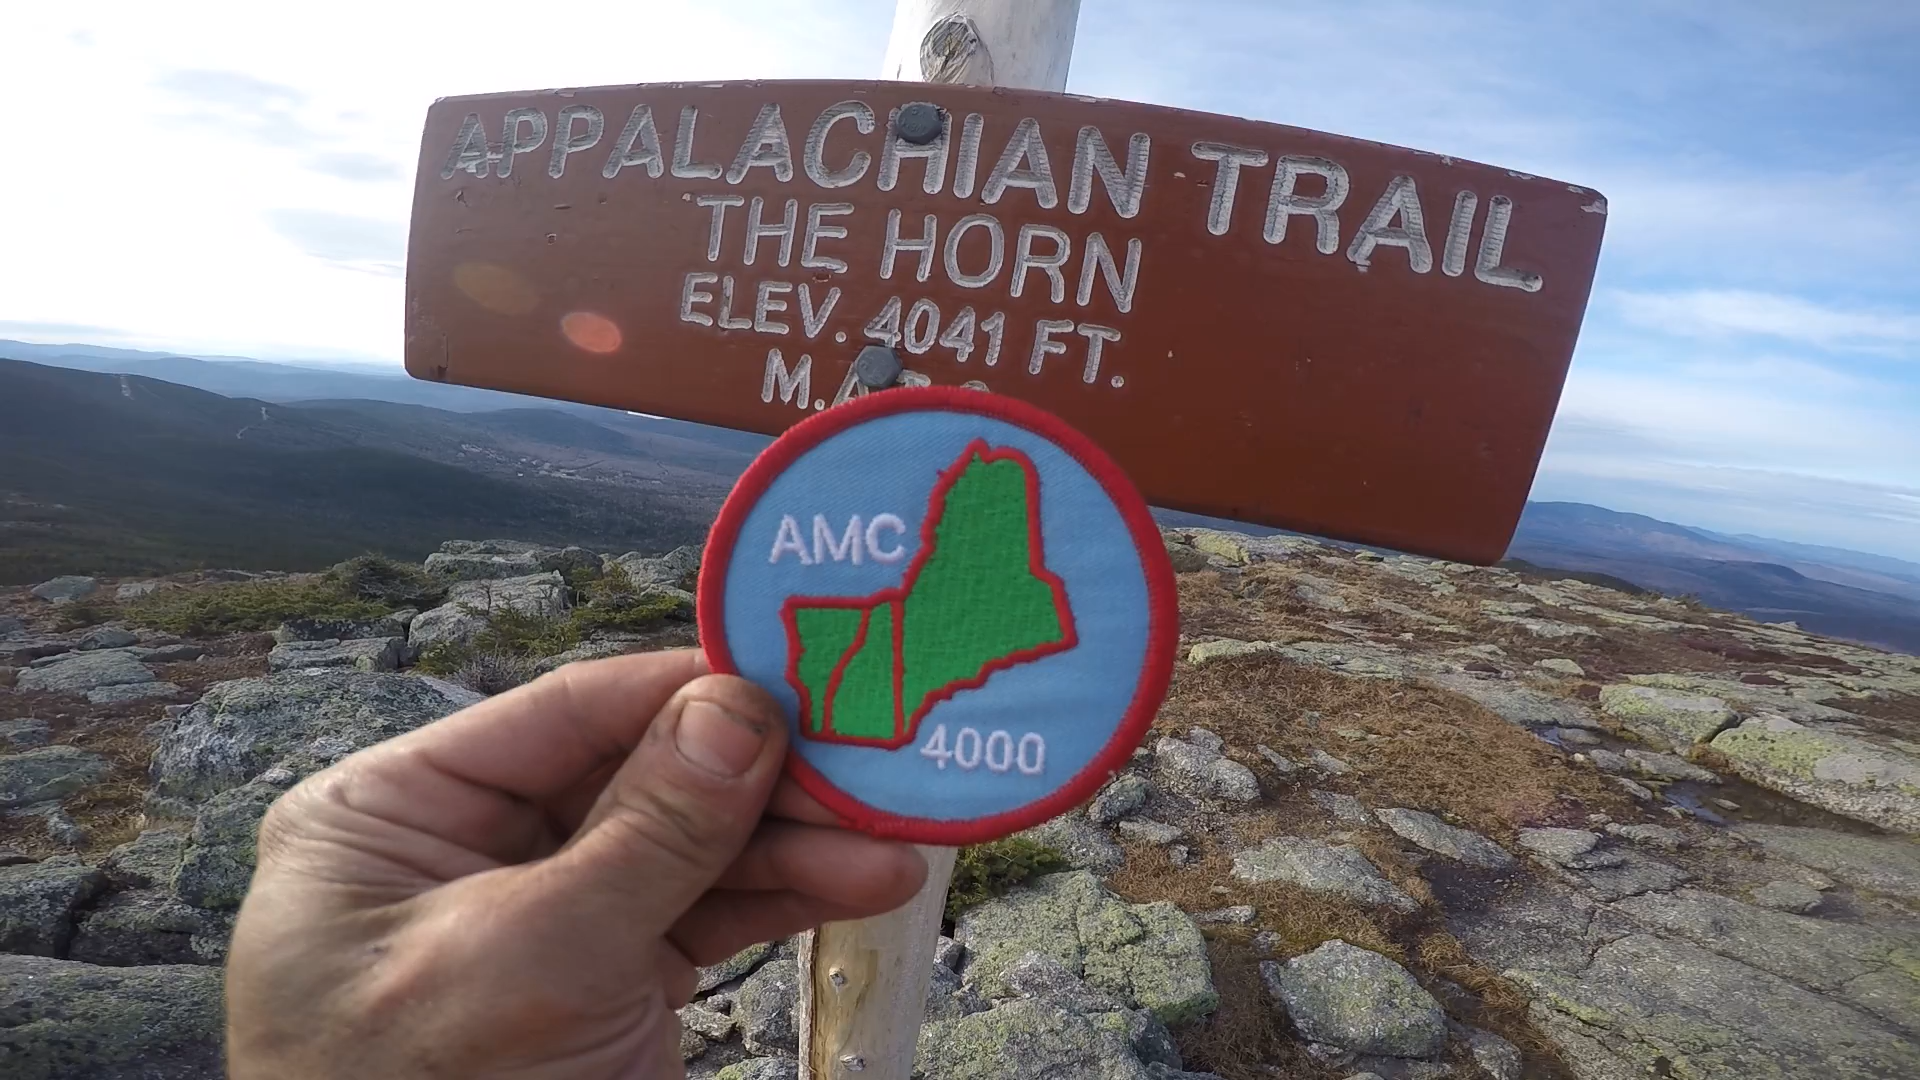 APPALACHIAN TRAIL
THE HORN
ELEV. 4041 FT.
AMC
4000